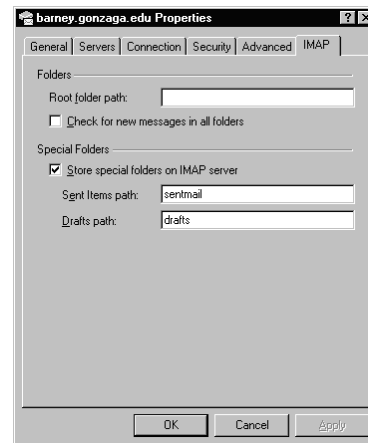 barney.gonzaga.edu Properties
General Servers Connection Security Advanced IMAP
Folders
Root folder path:
Check for new messages in all folders
Special Folders
Store special folders on IMAP server
Sent Items path: sentmail
Drafts path: drafts
OK Cancel Apply